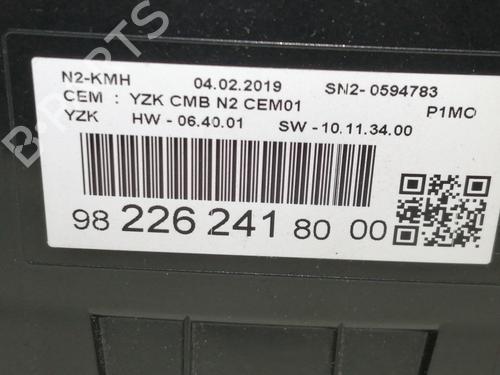 B-PARTS
N2-KMH 04.02.2019 SN2- 0594783
CEM : YZK CMB N2 CEM01 P1MO
YZK HW - 06.40.01 SW - 10.11.34.00
98 226 241 80 00